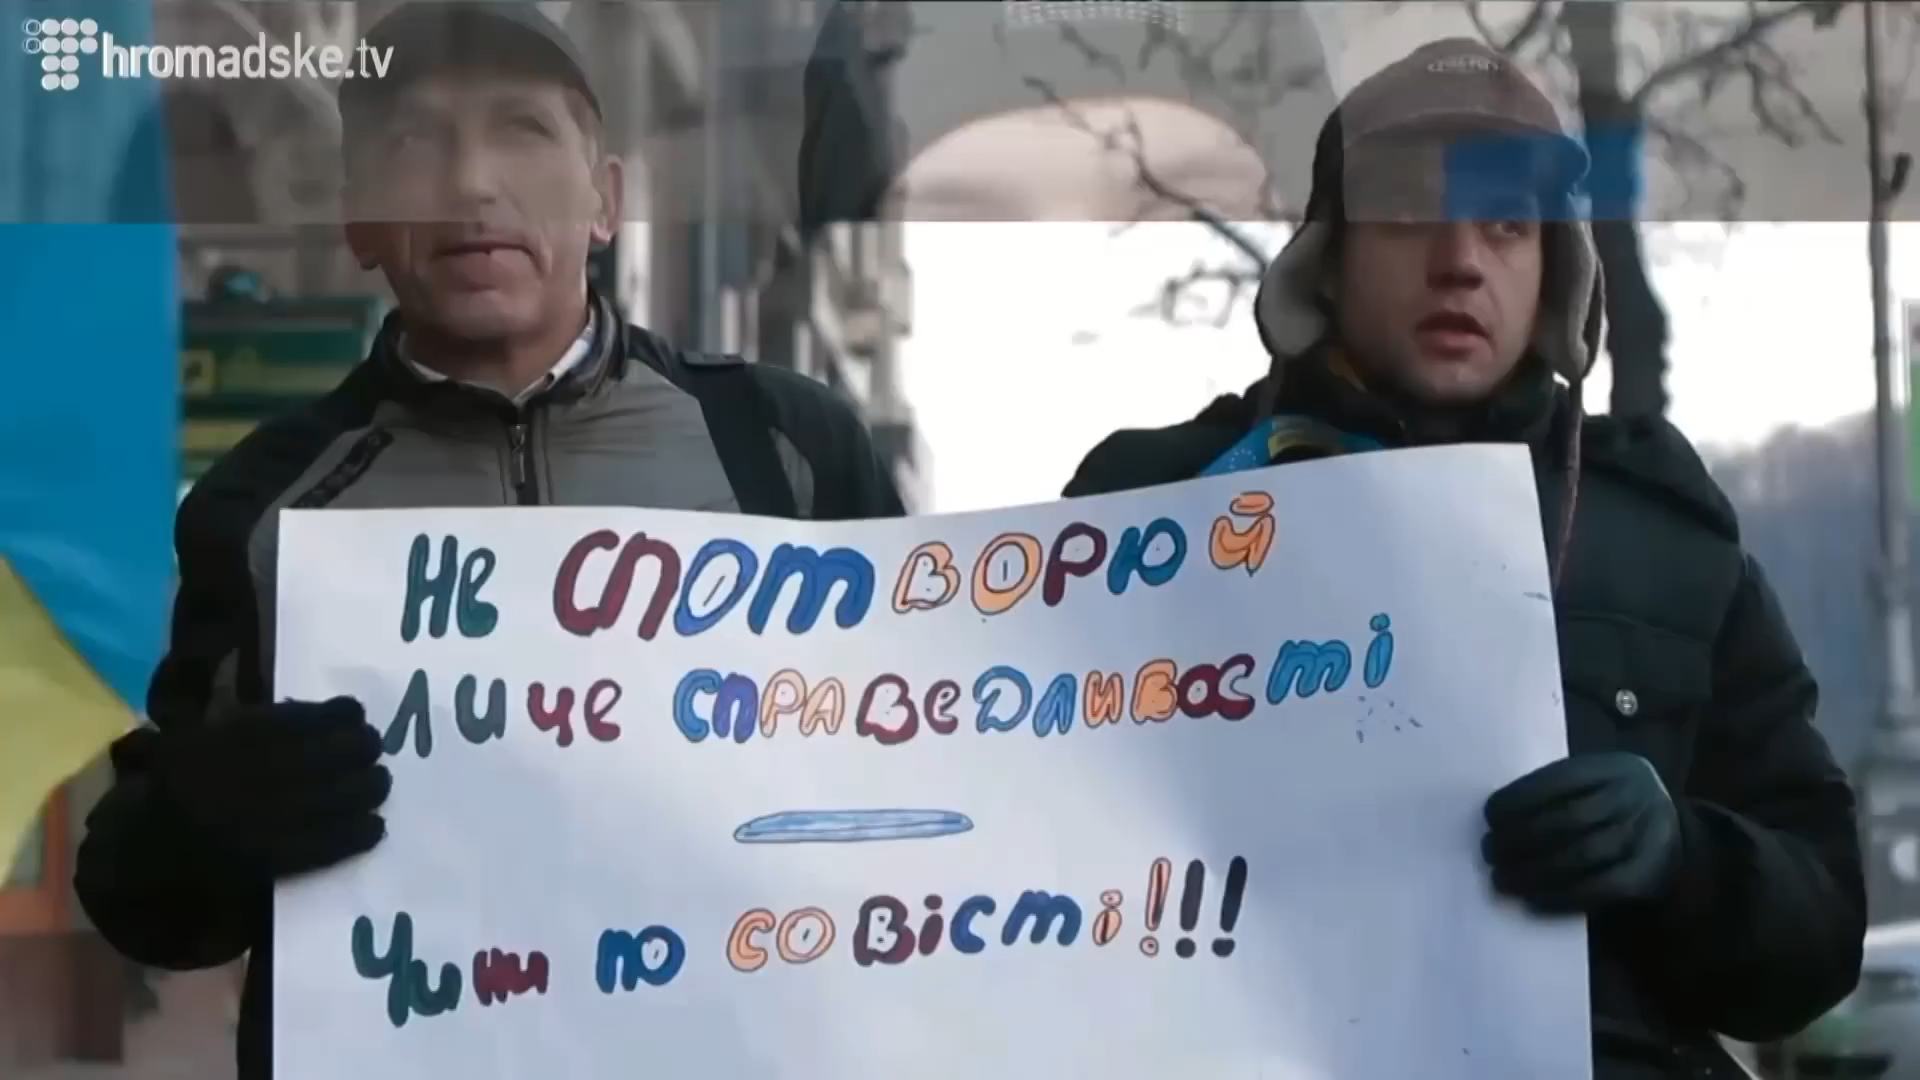 hromadske.tv
Не спотворюй
лице справедливості
Чини по совісті!!!